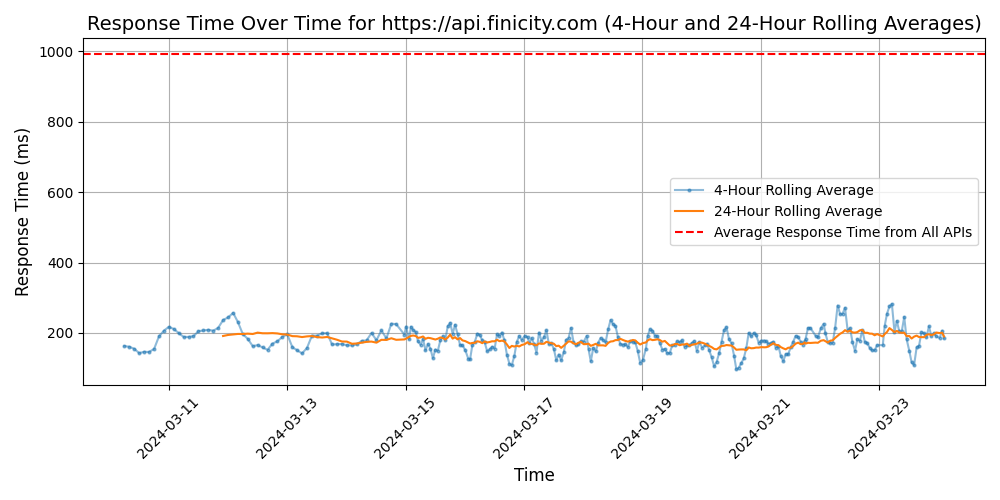 Response Time Over Time for https://api.finicity.com (4-Hour and 24-Hour Rolling Averages)
Response Time (ms)
1000
800
600
400
200
4-Hour Rolling Average
24-Hour Rolling Average
Average Response Time from All APIs
2024-03-11
2024-03-13
2024-03-15
2024-03-17
2024-03-19
2024-03-21
2024-03-23
Time